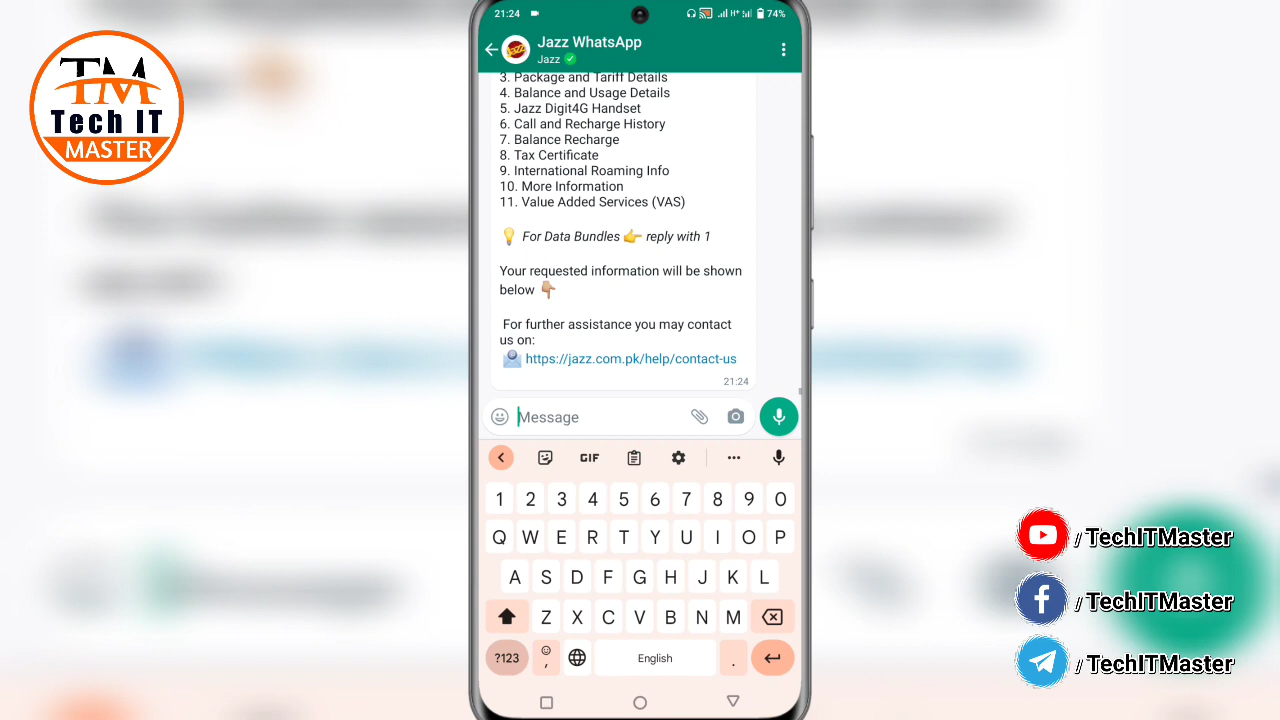 21:24
H+
74%
TM
Tech IT
MASTER
Jazz
Jazz WhatsApp
Jazz
3. Package and Tariff Details
4. Balance and Usage Details
5. Jazz Digit4G Handset
6. Call and Recharge History
7. Balance Recharge
8. Tax Certificate
9. International Roaming Info
10. More Information
11. Value Added Services (VAS)
💡 For Data Bundles 👉 reply with 1
Your requested information will be shown
below 👇🏽
For further assistance you may contact
us on:
https://jazz.com.pk/help/contact-us
21:24
Message
GIF
1 2 3 4 5 6 7 8 9 0
Q W E R T Y U I O P
A S D F G H J K L
Z X C V B N M
?123 , English .
/TechITMaster
/TechITMaster
/TechITMaster